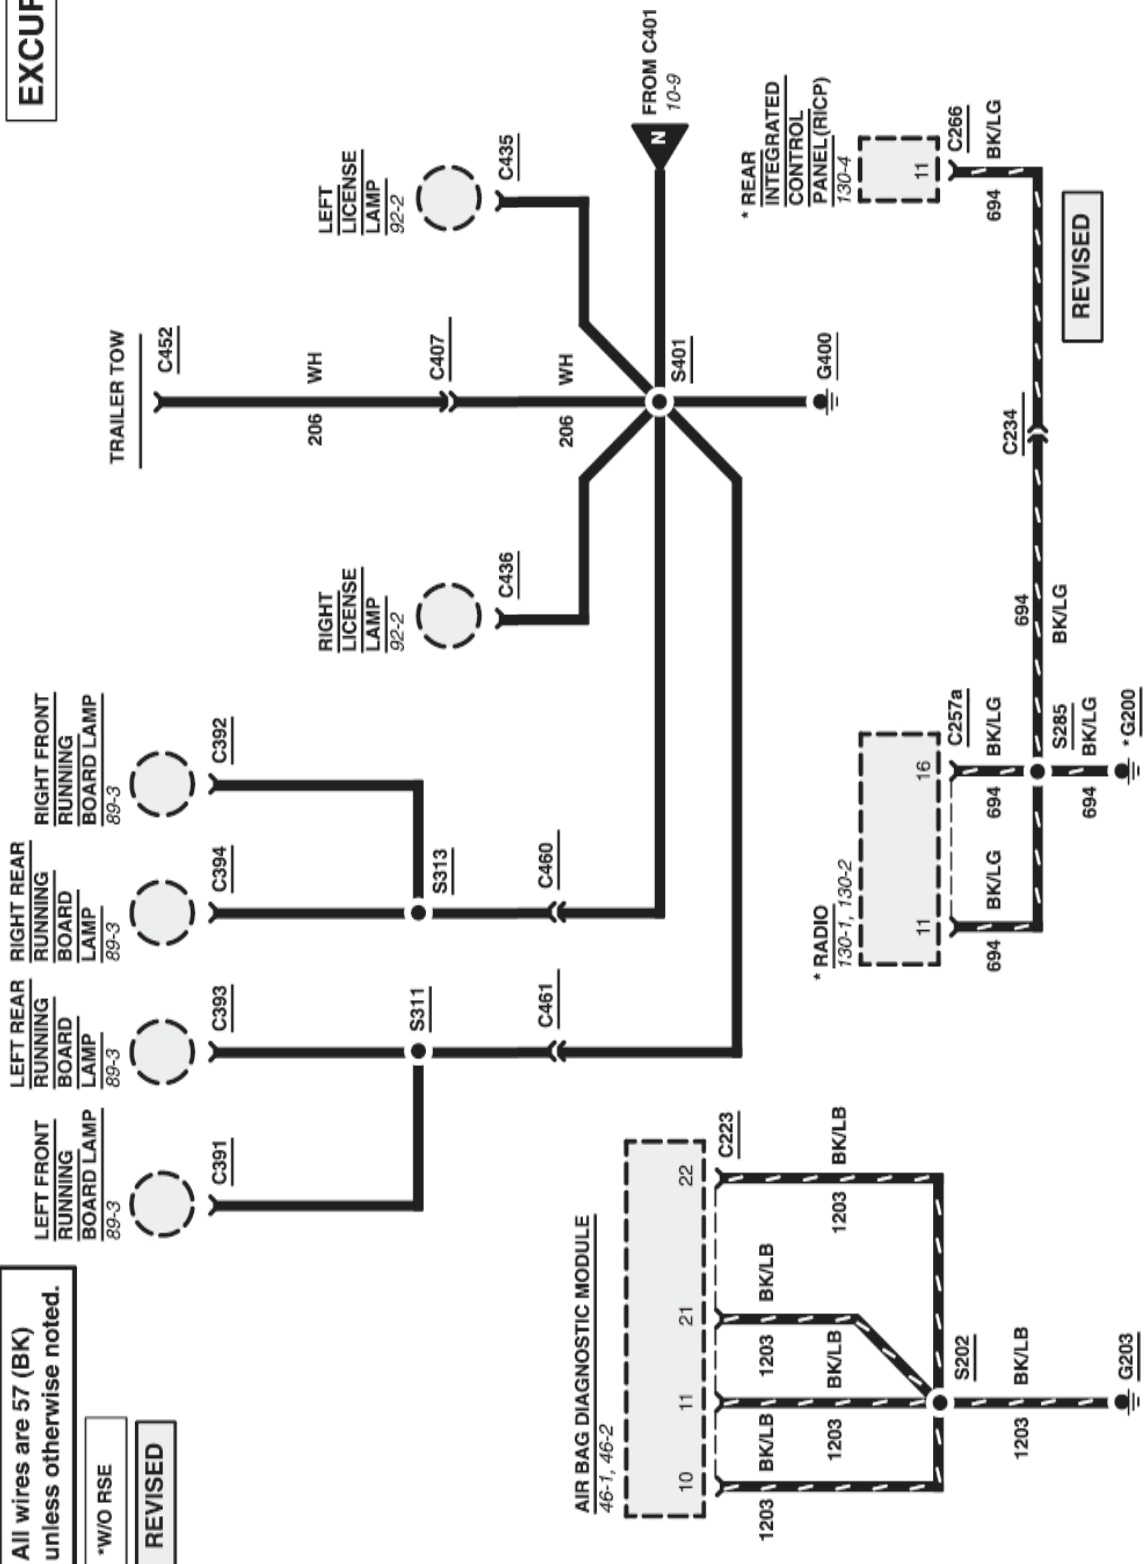 All wires are 57 (BK)
unless otherwise noted.
*W/O RSE
REVISED
LEFT FRONT
RUNNING
BOARD LAMP
89-3
C391
LEFT REAR
RUNNING
BOARD
LAMP
89-3
C393
S311
C461
RIGHT REAR
RUNNING
BOARD
LAMP
89-3
C394
S313
C460
RIGHT FRONT
RUNNING
BOARD LAMP
89-3
C392
RIGHT
LICENSE
LAMP
92-2
C436
TRAILER TOW
C452
206
WH
C407
206
WH
S401
G400
LEFT
LICENSE
LAMP
92-2
C435
N
FROM C401
10-9
AIR BAG DIAGNOSTIC MODULE
46-1, 46-2
10
11
21
22
C223
1203
BK/LB
1203
BK/LB
1203
BK/LB
1203
BK/LB
S202
1203
BK/LB
G203
* RADIO
130-1, 130-2
11
16
C257a
694
BK/LG
694
BK/LG
S285
694
BK/LG
* G200
694
BK/LG
C234
* REAR
INTEGRATED
CONTROL
PANEL(RICP)
130-4
11
C266
694
BK/LG
REVISED